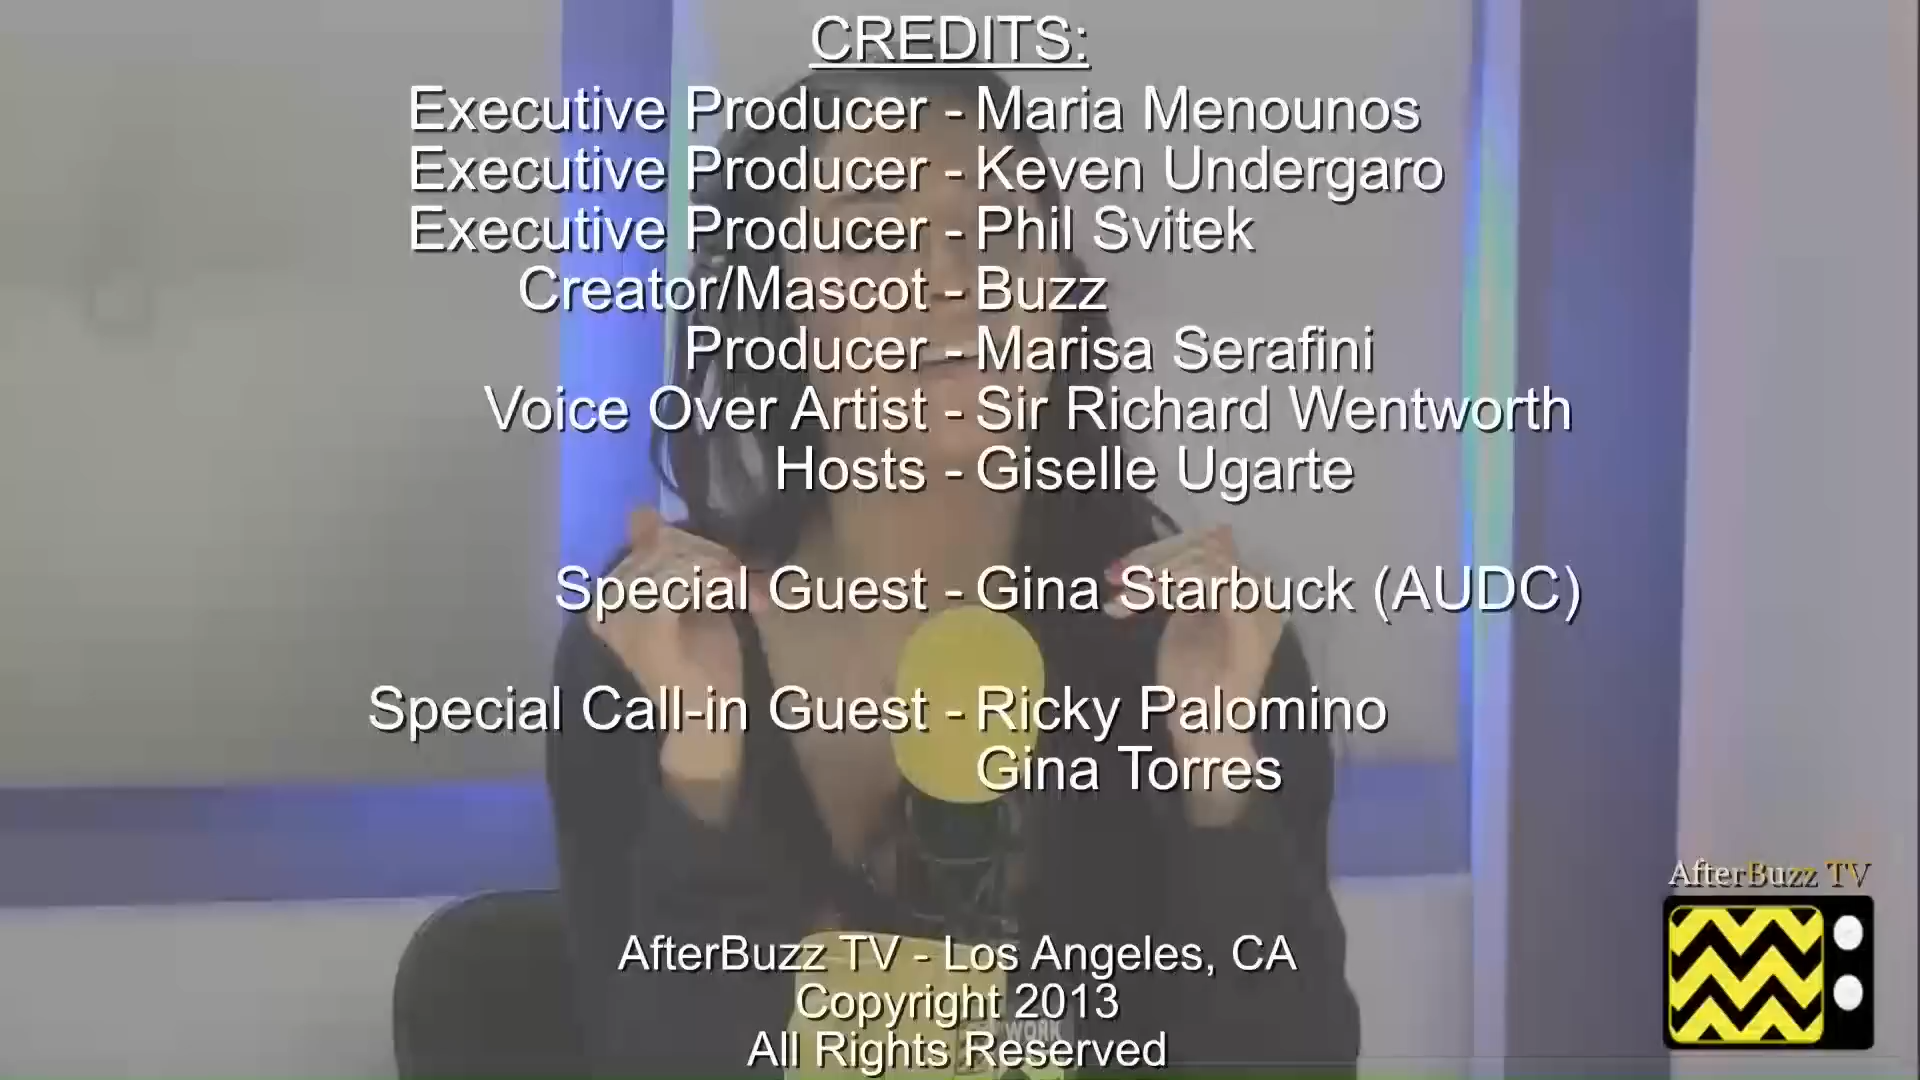 CREDITS:
Executive Producer - Maria Menounos
Executive Producer - Keven Undergaro
Executive Producer - Phil Svitek
Creator/Mascot - Buzz
Producer - Marisa Serafini
Voice Over Artist - Sir Richard Wentworth
Hosts - Giselle Ugarte
Special Guest - Gina Starbuck (AUDC)
Special Call-in Guest - Ricky Palomino
Gina Torres
AfterBuzz TV
AfterBuzz TV - Los Angeles, CA
Copyright 2013
WORK
All Rights Reserved